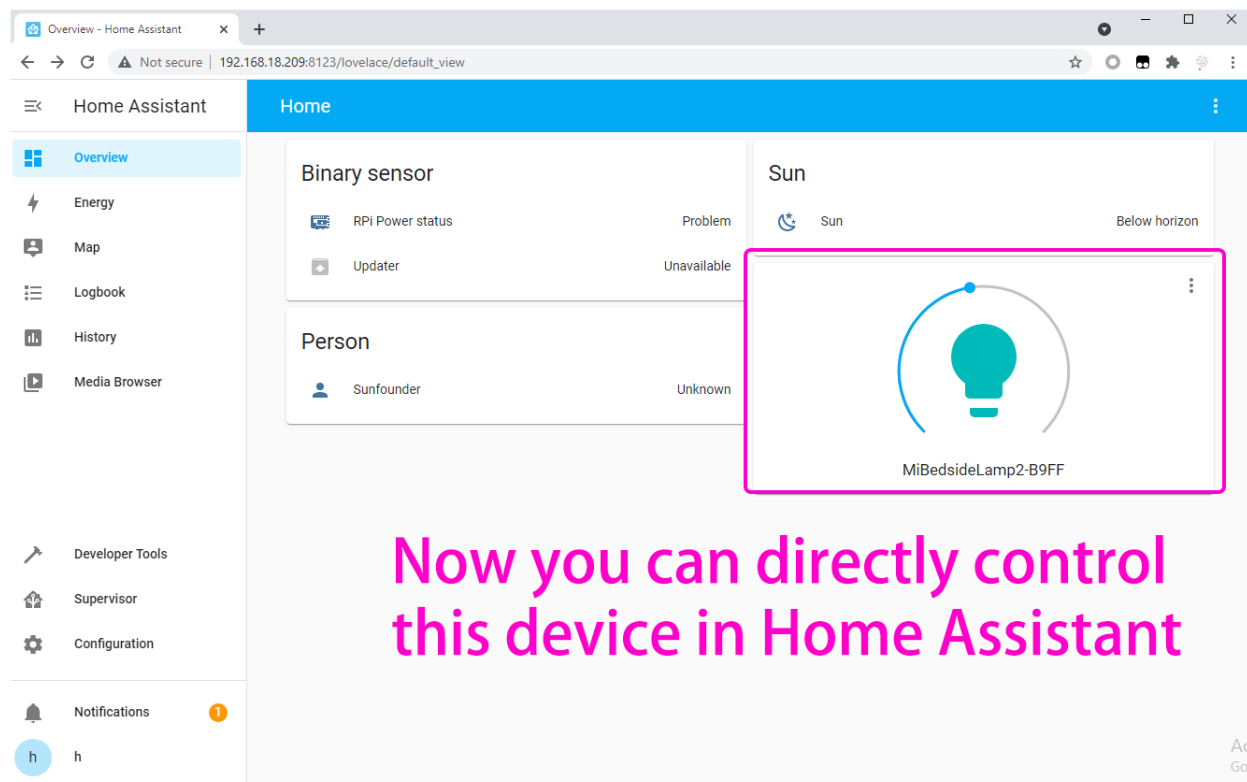 Overview - Home Assistant
Not secure | 192.168.18.209:8123/lovelace/default_view
Home Assistant
Home
Overview
Energy
Map
Logbook
History
Media Browser
Developer Tools
Supervisor
Configuration
Notifications 1
h h
Binary sensor
RPi Power status Problem
Updater Unavailable
Person
Sunfounder Unknown
Sun
Sun Below horizon
MiBedsideLamp2-B9FF
Now you can directly control
this device in Home Assistant